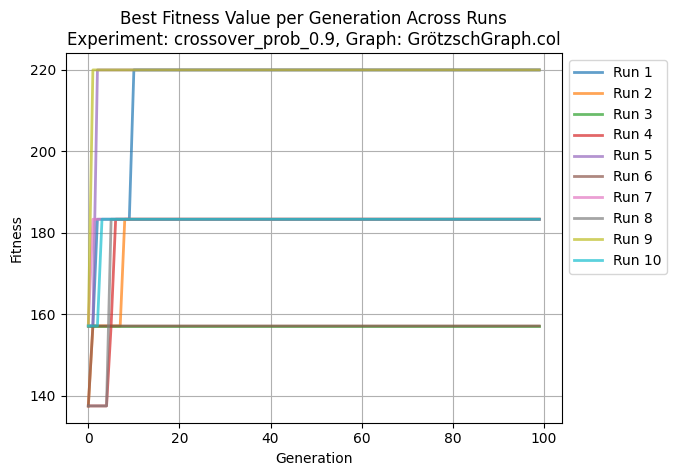 Best Fitness Value per Generation Across Runs
Experiment: crossover_prob_0.9, Graph: GrötzschGraph.col
220
200
180
160
140
Fitness
0 20 40 60 80 100
Generation
Run 1
Run 2
Run 3
Run 4
Run 5
Run 6
Run 7
Run 8
Run 9
Run 10